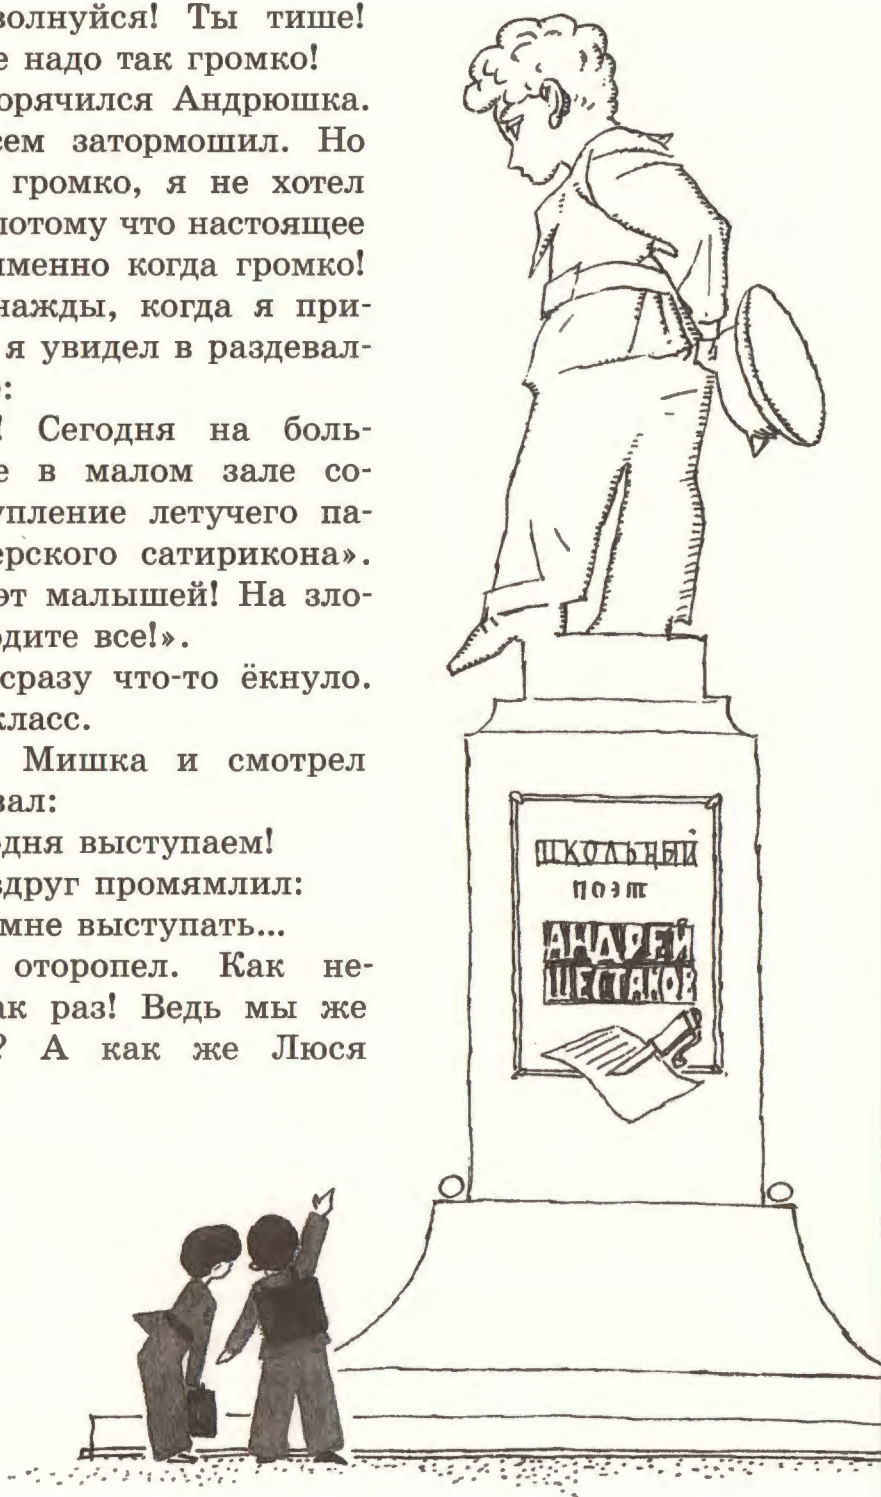 волнуйся! Ты тише!
е надо так громко!
орячился Андрюшка.
сем затормошил. Но
громко, я не хотел
потому что настоящее
именно когда громко!
нажды, когда я при-
я увидел в раздевал-
:
! Сегодня на боль-
е в малом зале со-
упление летучего па-
ерского сатирикона».
эт малышей! На зло-
одите все!».
сразу что-то ёкнуло.
класс.
Мишка и смотрел
зал:
дня выступаем!
вдруг промямлил:
мне выступать...
оторопел. Как не-
ак раз! Ведь мы же
? А как же Люся
ШКОЛЬНЫЙ
ПОЭТ
АНДРЕЙ
ШЕСТАКОВ